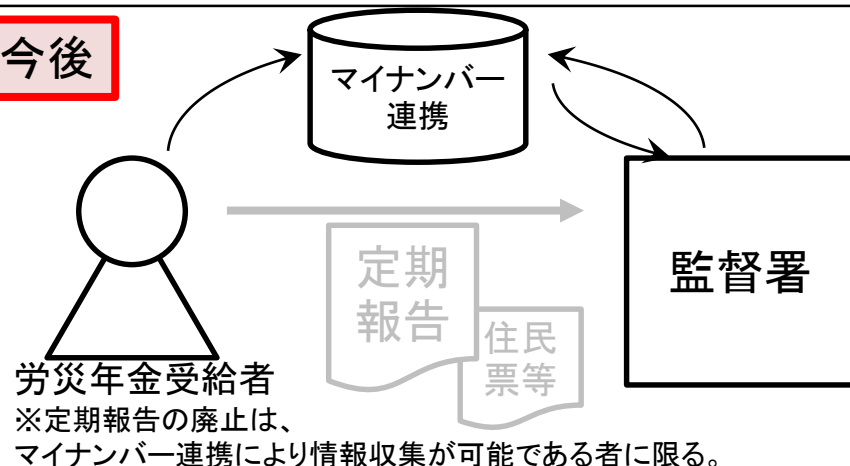 今後
マイナンバー
連携
定期
報告
住民
票等
監督署
労災年金受給者
※定期報告の廃止は、
マイナンバー連携により情報収集が可能である者に限る。